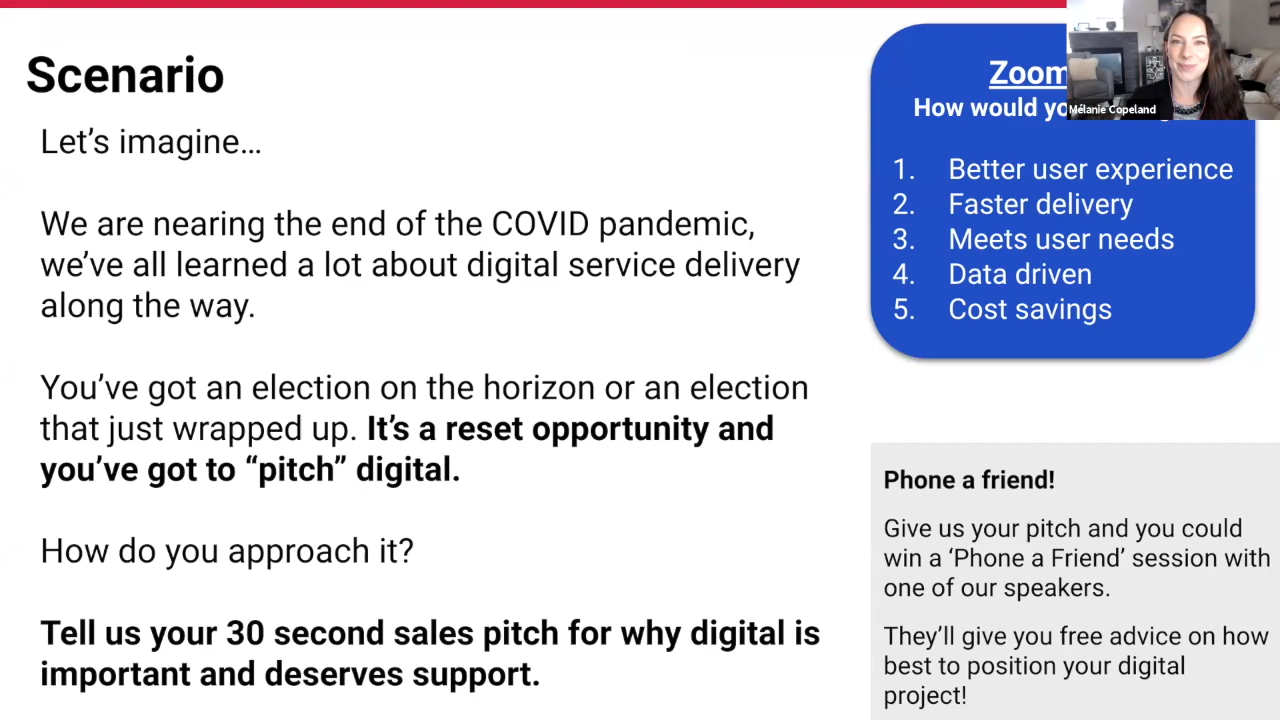 Scenario
Let’s imagine…
We are nearing the end of the COVID pandemic,
we’ve all learned a lot about digital service delivery
along the way.
You’ve got an election on the horizon or an election
that just wrapped up. It’s a reset opportunity and
you’ve got to “pitch” digital.
How do you approach it?
Tell us your 30 second sales pitch for why digital is
important and deserves support.
Zoom
How would
1. Better user experience
2. Faster delivery
3. Meets user needs
4. Data driven
5. Cost savings
Mélanie Copeland
Phone a friend!
Give us your pitch and you could
win a ‘Phone a Friend’ session with
one of our speakers.
They’ll give you free advice on how
best to position your digital
project!